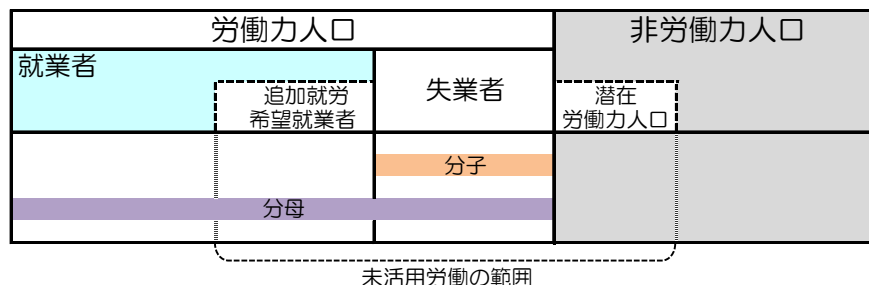 労働力人口
非労働力人口
就業者
追加就労
希望就業者
失業者
潜在
労働力人口
分子
分母
未活用労働の範囲